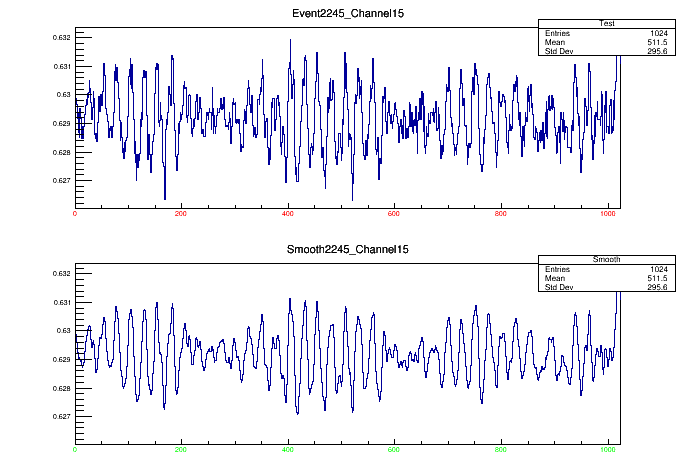 Event2245_Channel15
Test
Entries 1024
Mean 511.5
Std Dev 295.6
0.632
0.631
0.63
0.629
0.628
0.627
0 200 400 600 800 1000
Smooth2245_Channel15
Smooth
Entries 1024
Mean 511.5
Std Dev 295.6
0.632
0.631
0.63
0.629
0.628
0.627
0 200 400 600 800 1000